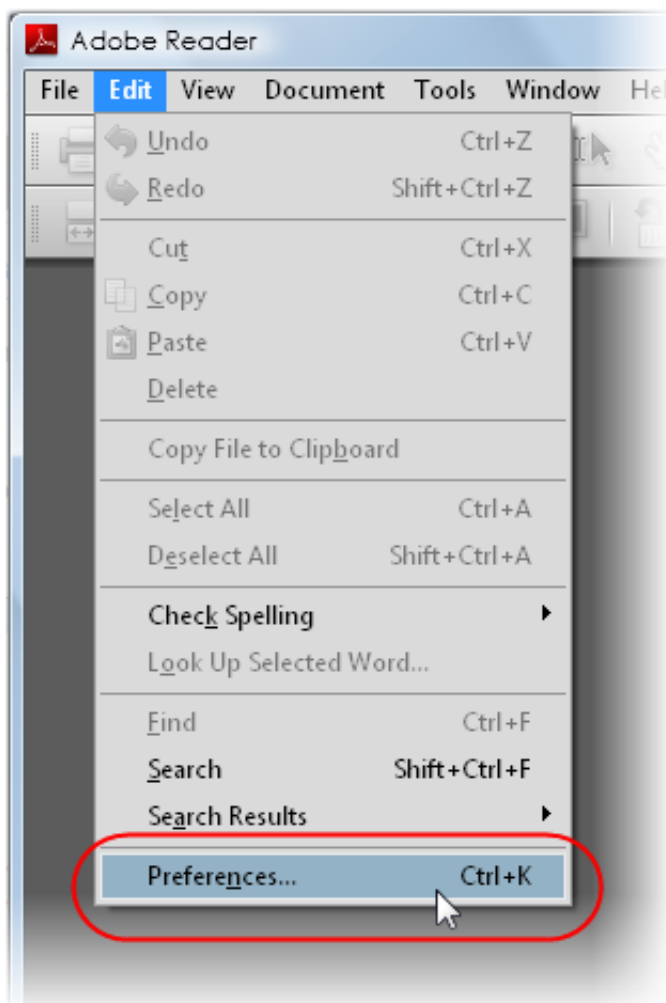 Adobe Reader
File Edit View Document Tools Window
Undo Ctrl+Z
Redo Shift+Ctrl+Z
Cut Ctrl+X
Copy Ctrl+C
Paste Ctrl+V
Delete
Copy File to Clipboard
Select All Ctrl+A
Deselect All Shift+Ctrl+A
Check Spelling
Look Up Selected Word...
Find Ctrl+F
Search Shift+Ctrl+F
Search Results
Preferences... Ctrl+K